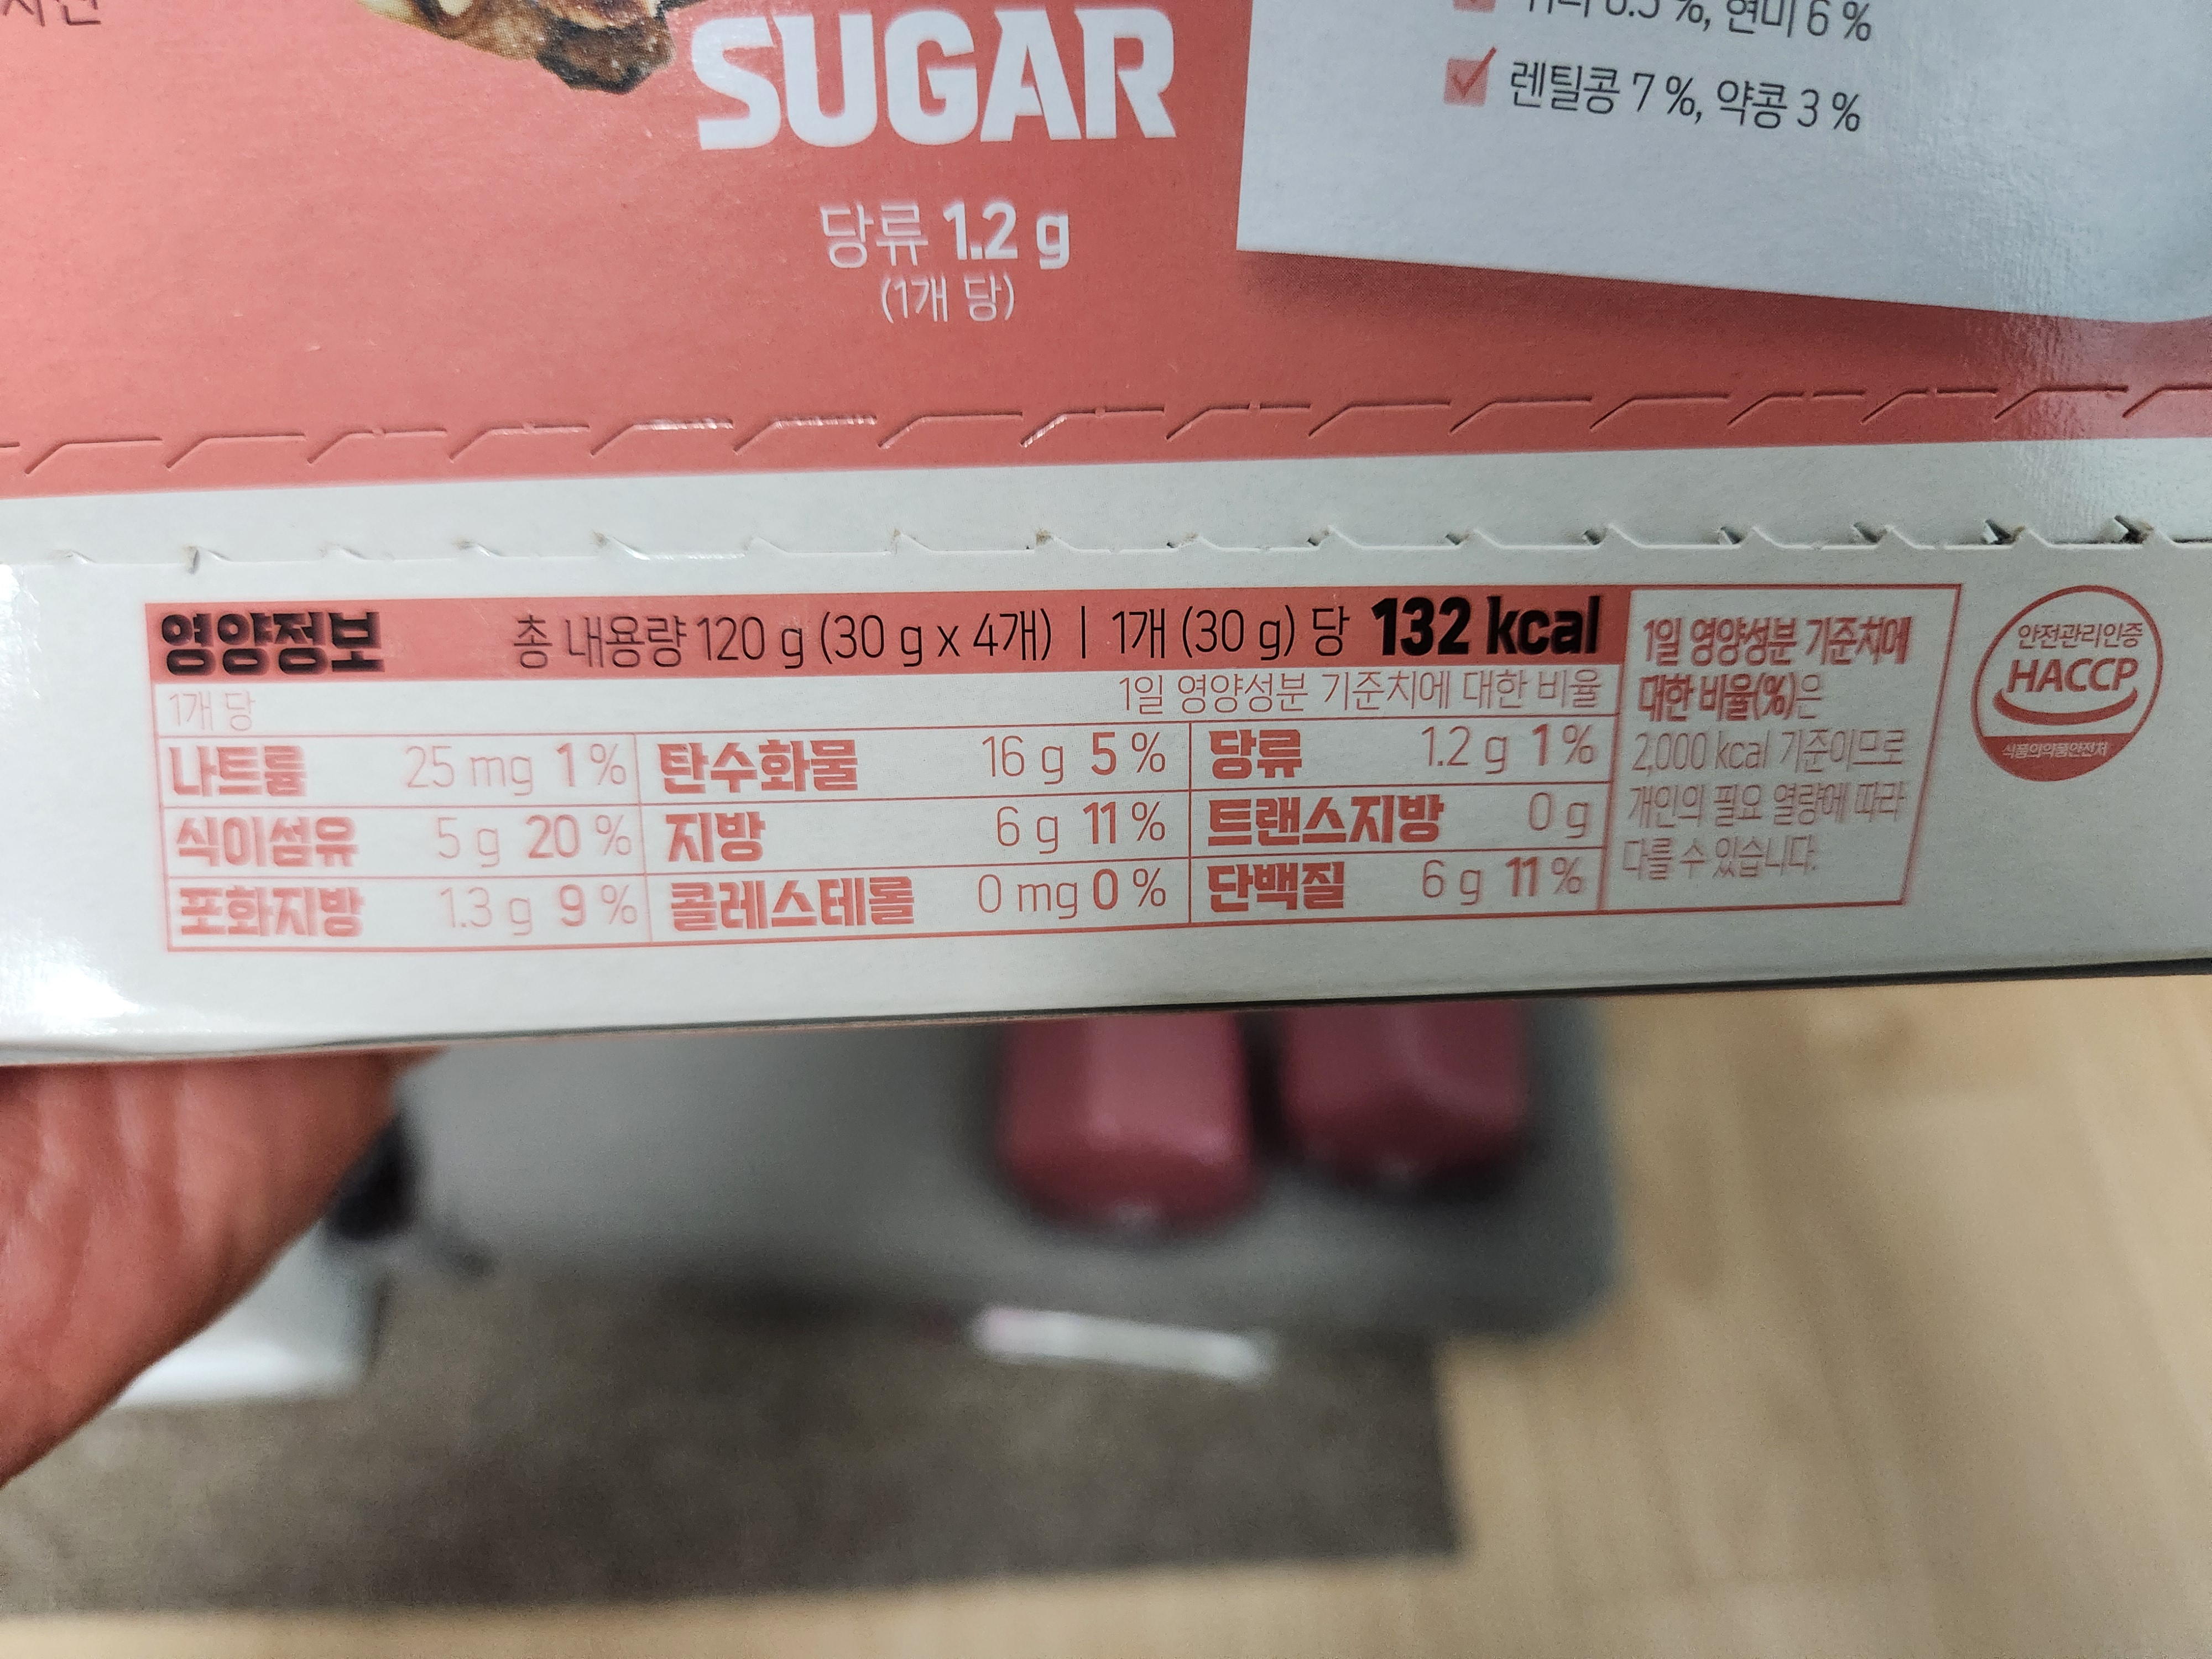 SUGAR
당류 1.2 g
(1개 당)
%, 현미 6 %
렌틸콩 7 %, 약콩 3 %
영양정보 총 내용량 120 g (30 g x 4개) | 1개 (30 g) 당 132 kcal
1개 당 1일 영양성분 기준치에 대한 비율
나트륨 25 mg 1 % 탄수화물 16 g 5 % 당류 1.2 g 1 %
식이섬유 5 g 20 % 지방 6 g 11 % 트랜스지방 0 g
포화지방 1.3 g 9 % 콜레스테롤 0 mg 0 % 단백질 6 g 11 %
1일 영양성분 기준치에
대한 비율(%)은
2,000 kcal 기준이므로
개인의 필요 열량에 따라
다를 수 있습니다.
안전관리인증
HACCP
식품의약품안전처